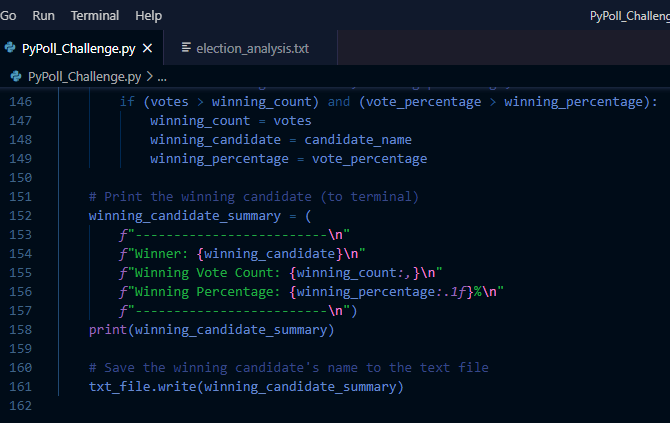 Go Run Terminal Help PyPoll_Challeng
PyPoll_Challenge.py × election_analysis.txt
PyPoll_Challenge.py > ...
146 if (votes > winning_count) and (vote_percentage > winning_percentage):
147 winning_count = votes
148 winning_candidate = candidate_name
149 winning_percentage = vote_percentage
150
151 # Print the winning candidate (to terminal)
152 winning_candidate_summary = (
153 f"-------------------------\n"
154 f"Winner: {winning_candidate}\n"
155 f"Winning Vote Count: {winning_count:,}\n"
156 f"Winning Percentage: {winning_percentage:.1f}%\n"
157 f"-------------------------\n")
158 print(winning_candidate_summary)
159
160 # Save the winning candidate's name to the text file
161 txt_file.write(winning_candidate_summary)
162